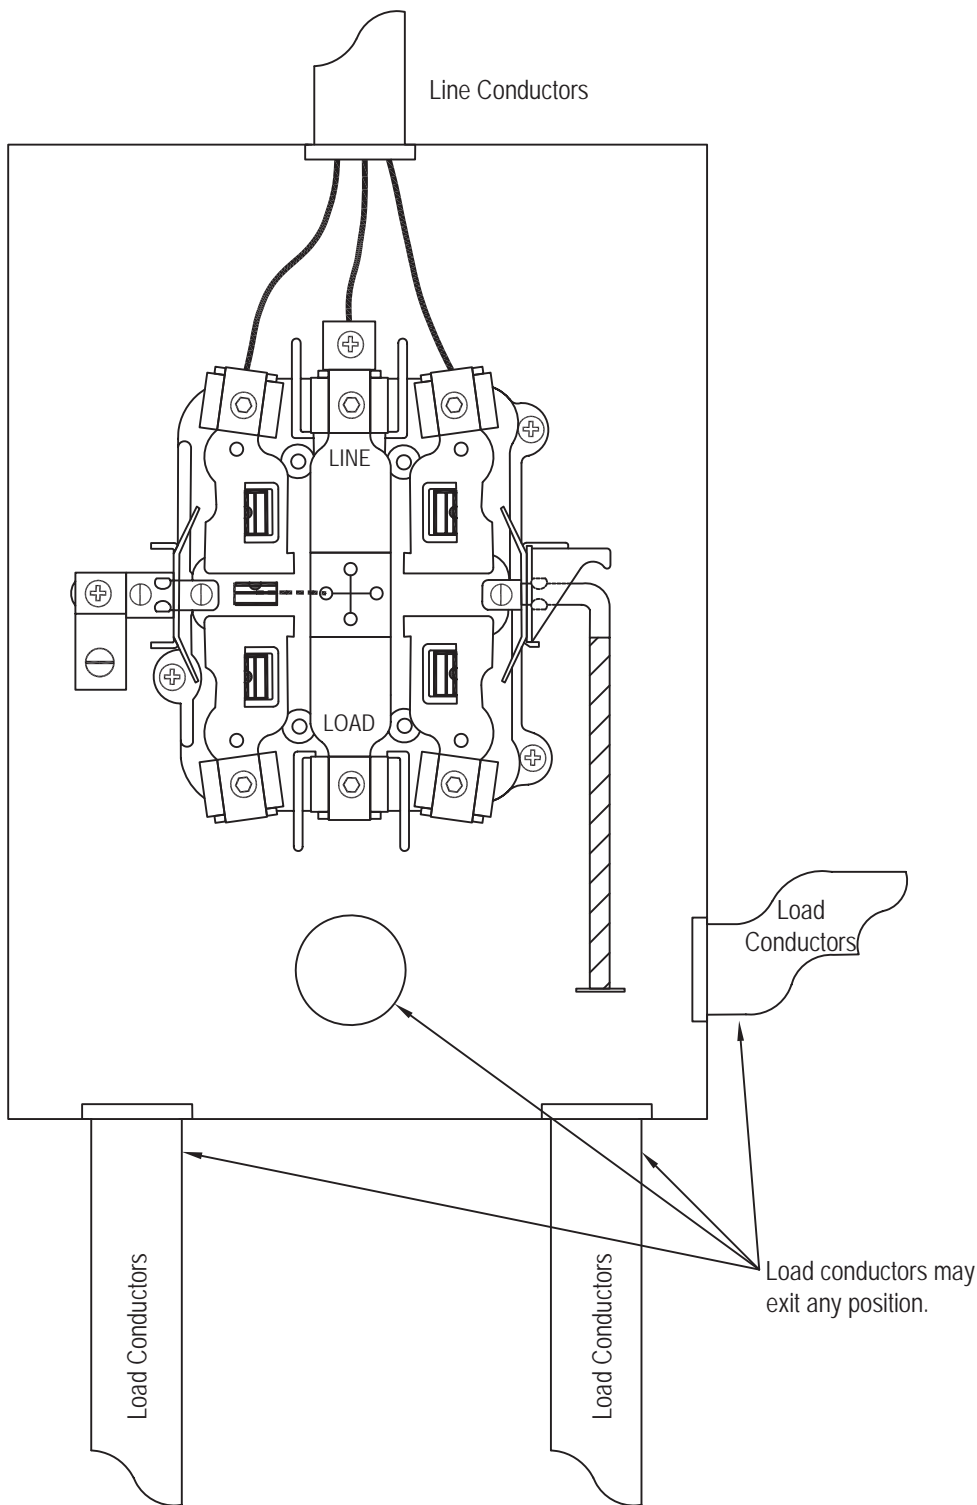 Line Conductors
LINE
LOAD
Load
Conductors
Load conductors may
exit any position.
Load Conductors
Load Conductors